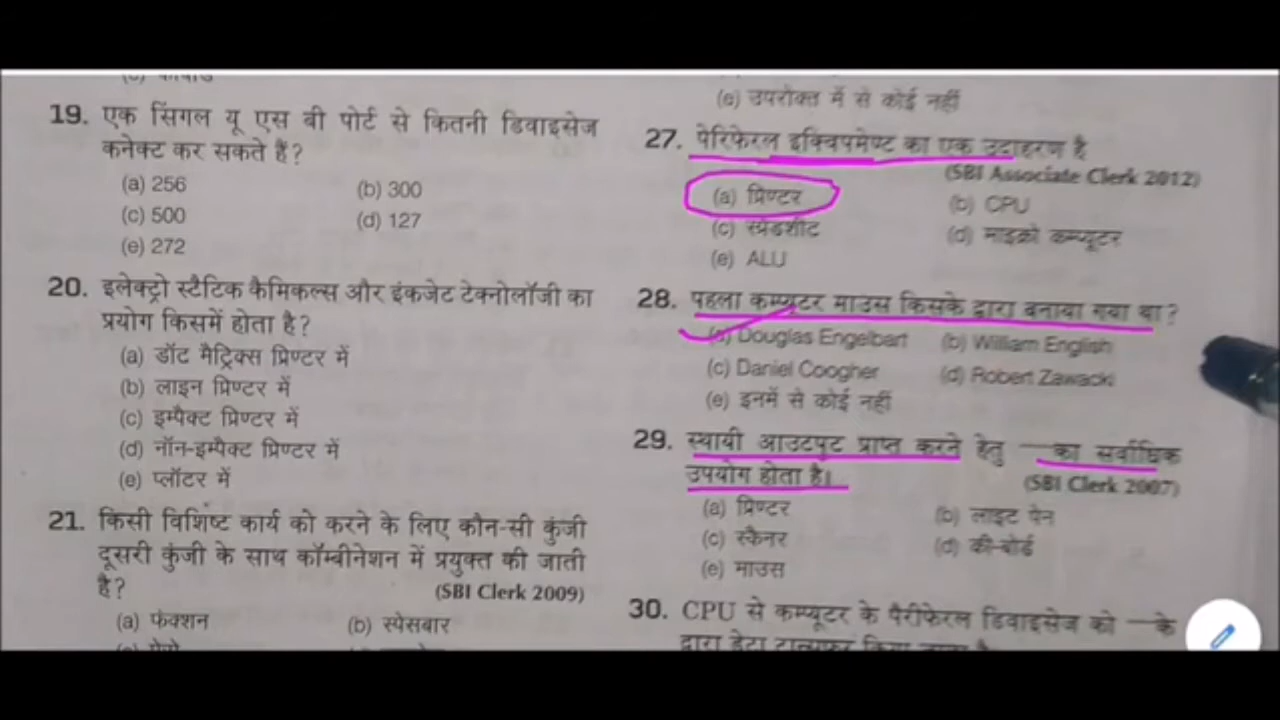 19. एक सिंगल यू एस बी पोर्ट से कितनी डिवाइसेज
कनेक्ट कर सकते हैं?
(a) 256 (b) 300
(c) 500 (d) 127
(e) 272
20. इलेक्ट्रो स्टैटिक कैमिकल्स और इंकजेट टेक्नोलॉजी का
प्रयोग किसमें होता है?
(a) डॉट मैट्रिक्स प्रिण्टर में
(b) लाइन प्रिण्टर में
(c) इम्पैक्ट प्रिण्टर में
(d) नॉन-इम्पैक्ट प्रिण्टर में
(e) प्लॉटर में
21. किसी विशिष्ट कार्य को करने के लिए कौन-सी कुंजी
दूसरी कुंजी के साथ कॉम्बीनेशन में प्रयुक्त की जाती
है? (SBI Clerk 2009)
(a) फंक्शन (b) स्पेसबार
(e) उपरोक्त में से कोई नहीं
27. पेरिफेरल इक्विपमेण्ट का एक उदाहरण है
(SBI Associate Clerk 2012)
(a) प्रिण्टर (b) CPU
(c) स्प्रेडशीट (d) माइक्रो कम्प्यूटर
(e) ALU
28. पहला कम्प्यूटर माउस किसके द्वारा बनाया गया था?
(a) Douglas Engelbart (b) William English
(c) Daniel Coogher (d) Robert Zawacki
(e) इनमें से कोई नहीं
29. स्थायी आउटपुट प्राप्त करने हेतु —का सर्वाधिक
उपयोग होता है। (SBI Clerk 2007)
(a) प्रिण्टर (b) लाइट पेन
(c) स्कैनर (d) की-बोर्ड
(e) माउस
30. CPU से कम्प्यूटर के पैरीफेरल डिवाइसेज को —के
द्वारा डेटा ट्रान्सफर किया जाता है